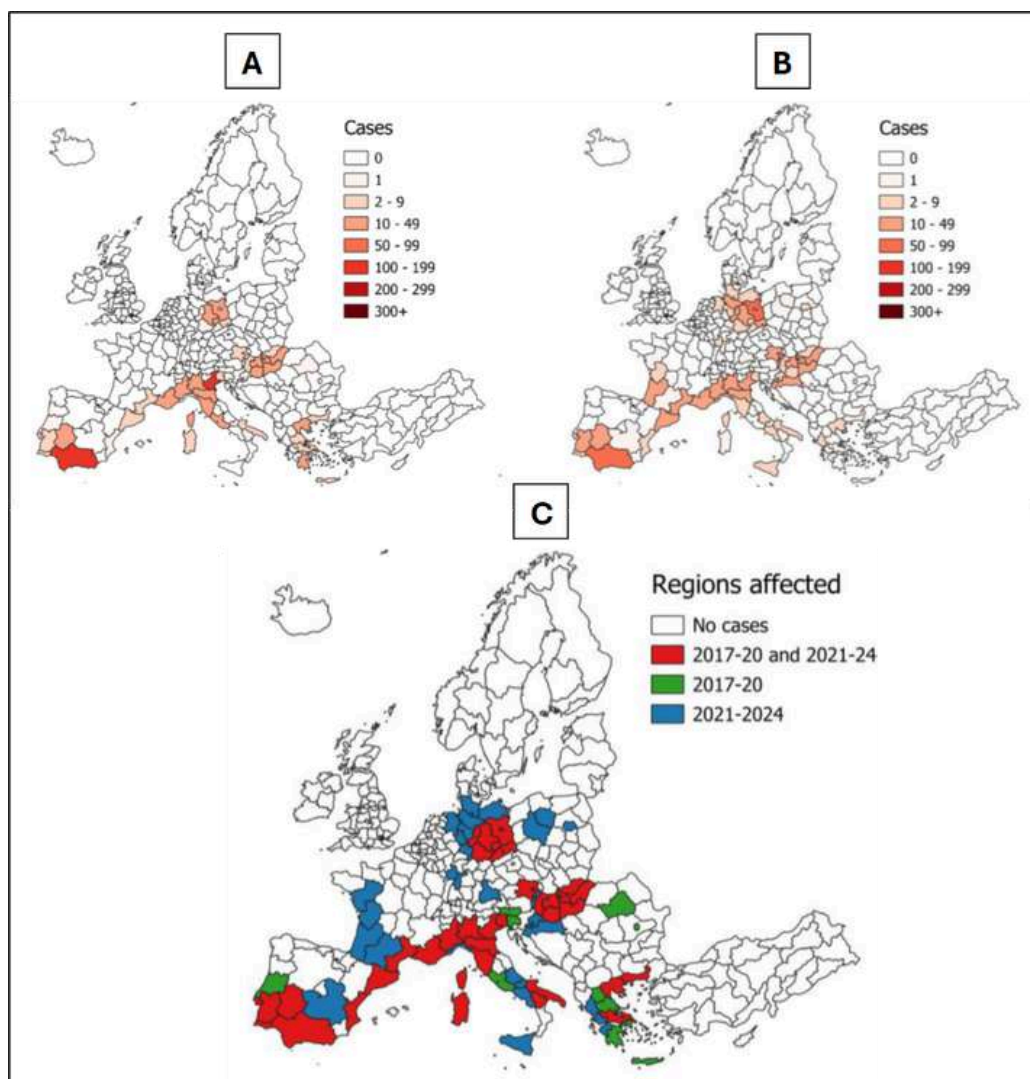 A
Cases
0
1
2 - 9
10 - 49
50 - 99
100 - 199
200 - 299
300+
B
Cases
0
1
2 - 9
10 - 49
50 - 99
100 - 199
200 - 299
300+
C
Regions affected
No cases
2017-20 and 2021-24
2017-20
2021-2024